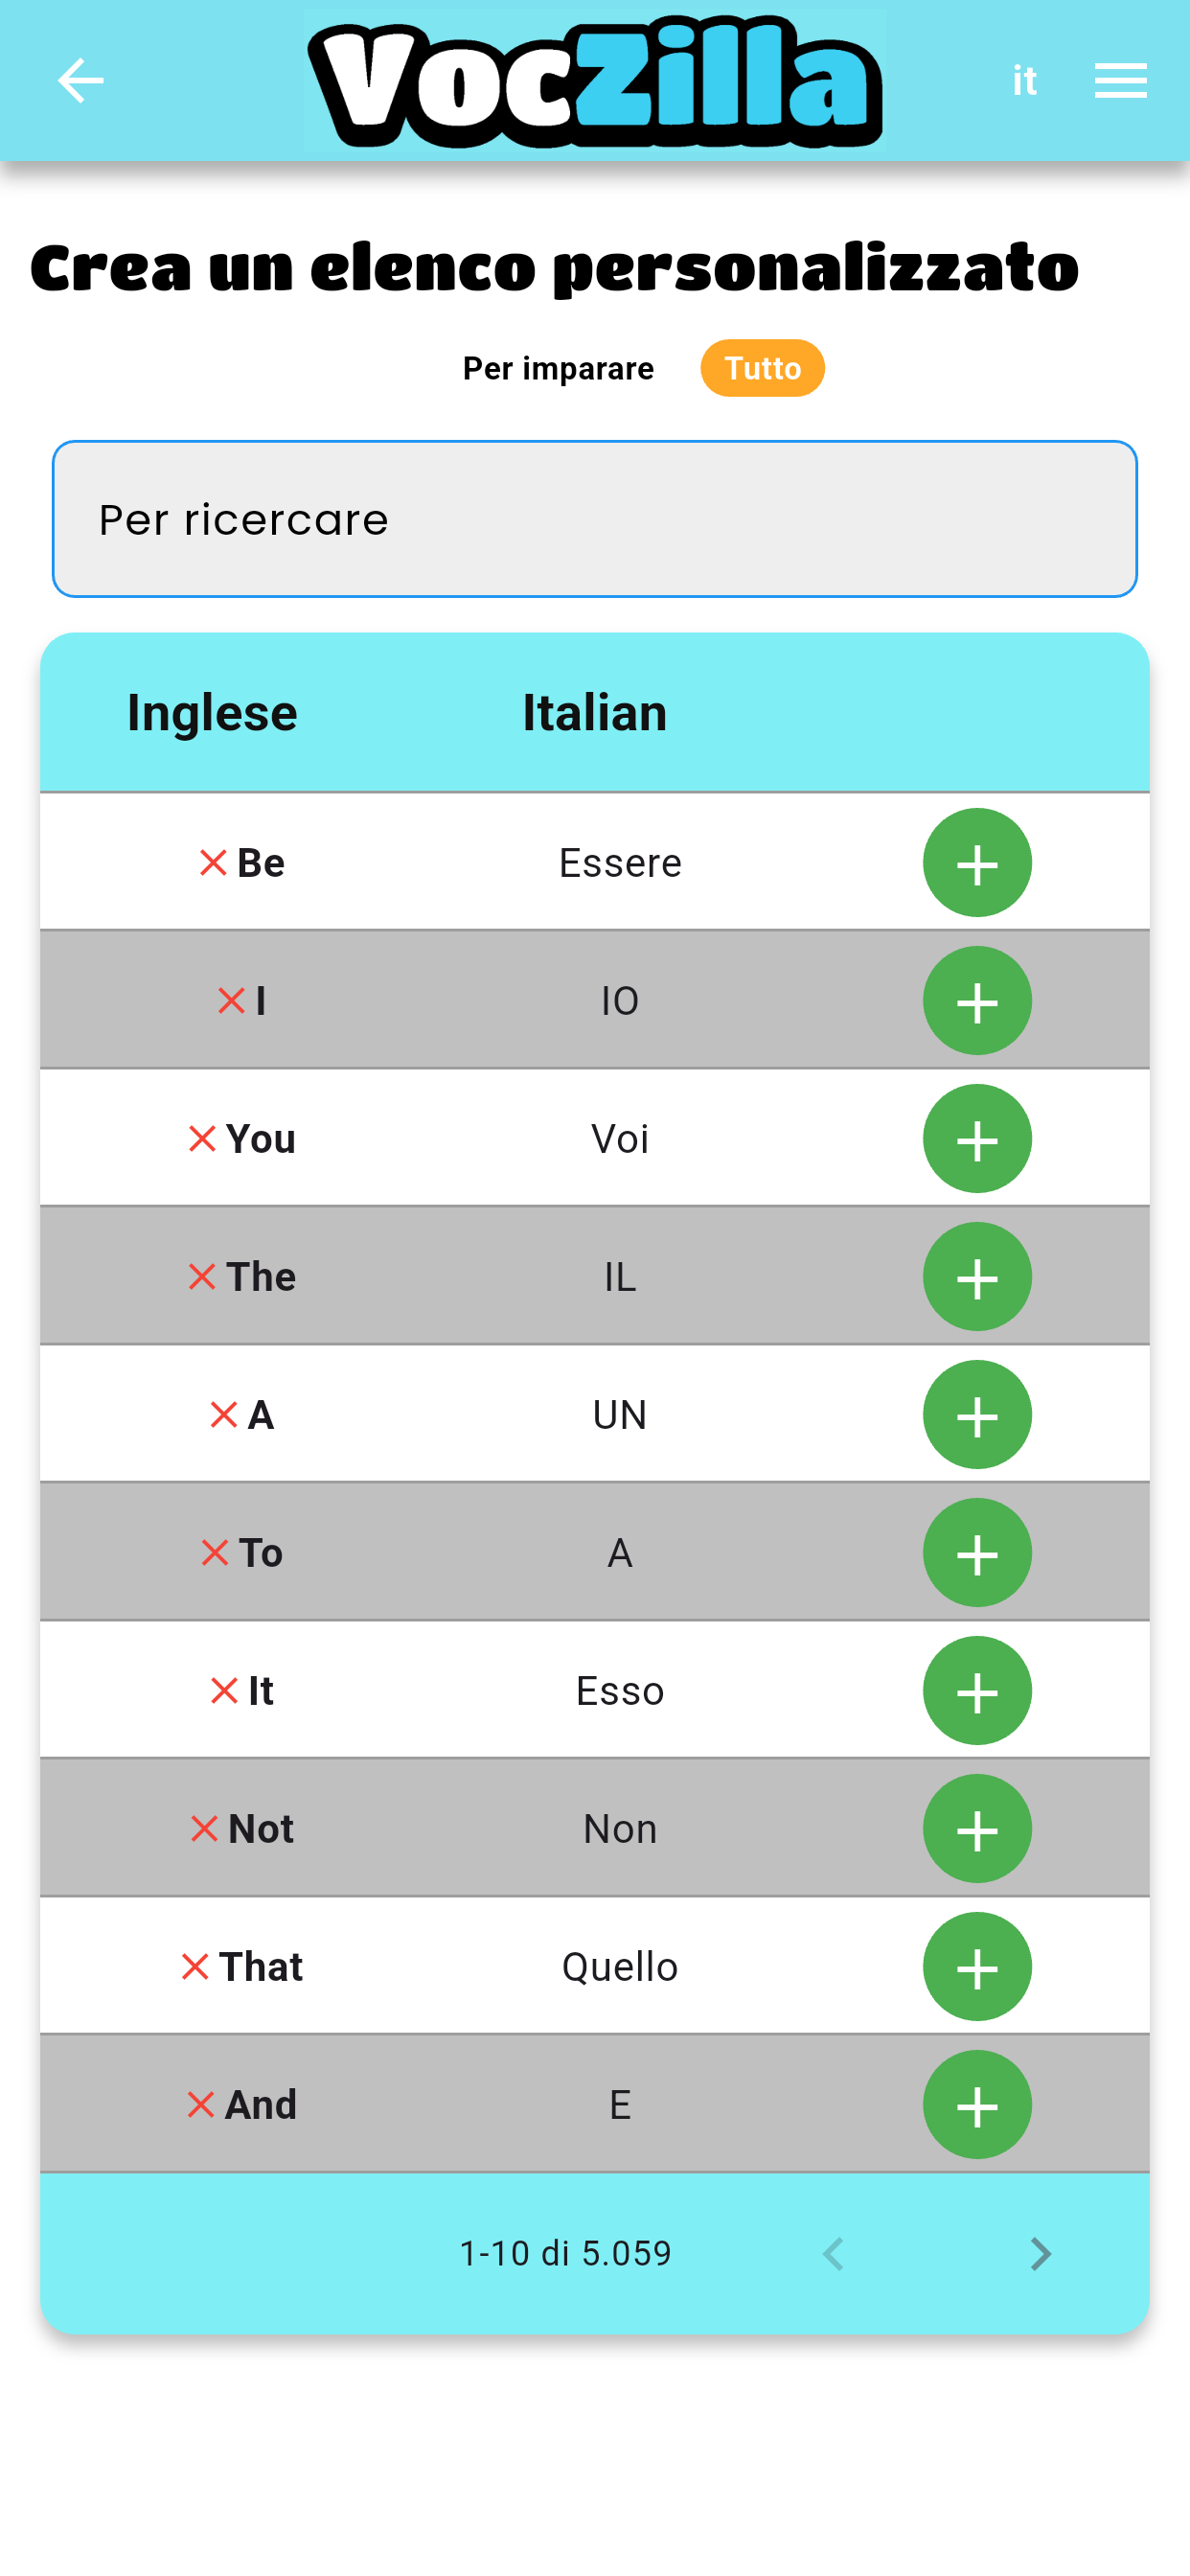 VocZilla
it
Crea un elenco personalizzato
Per imparare Tutto
Per ricercare
Inglese Italian
Be Essere
I IO
You Voi
The IL
A UN
To A
It Esso
Not Non
That Quello
And E
1-10 di 5.059